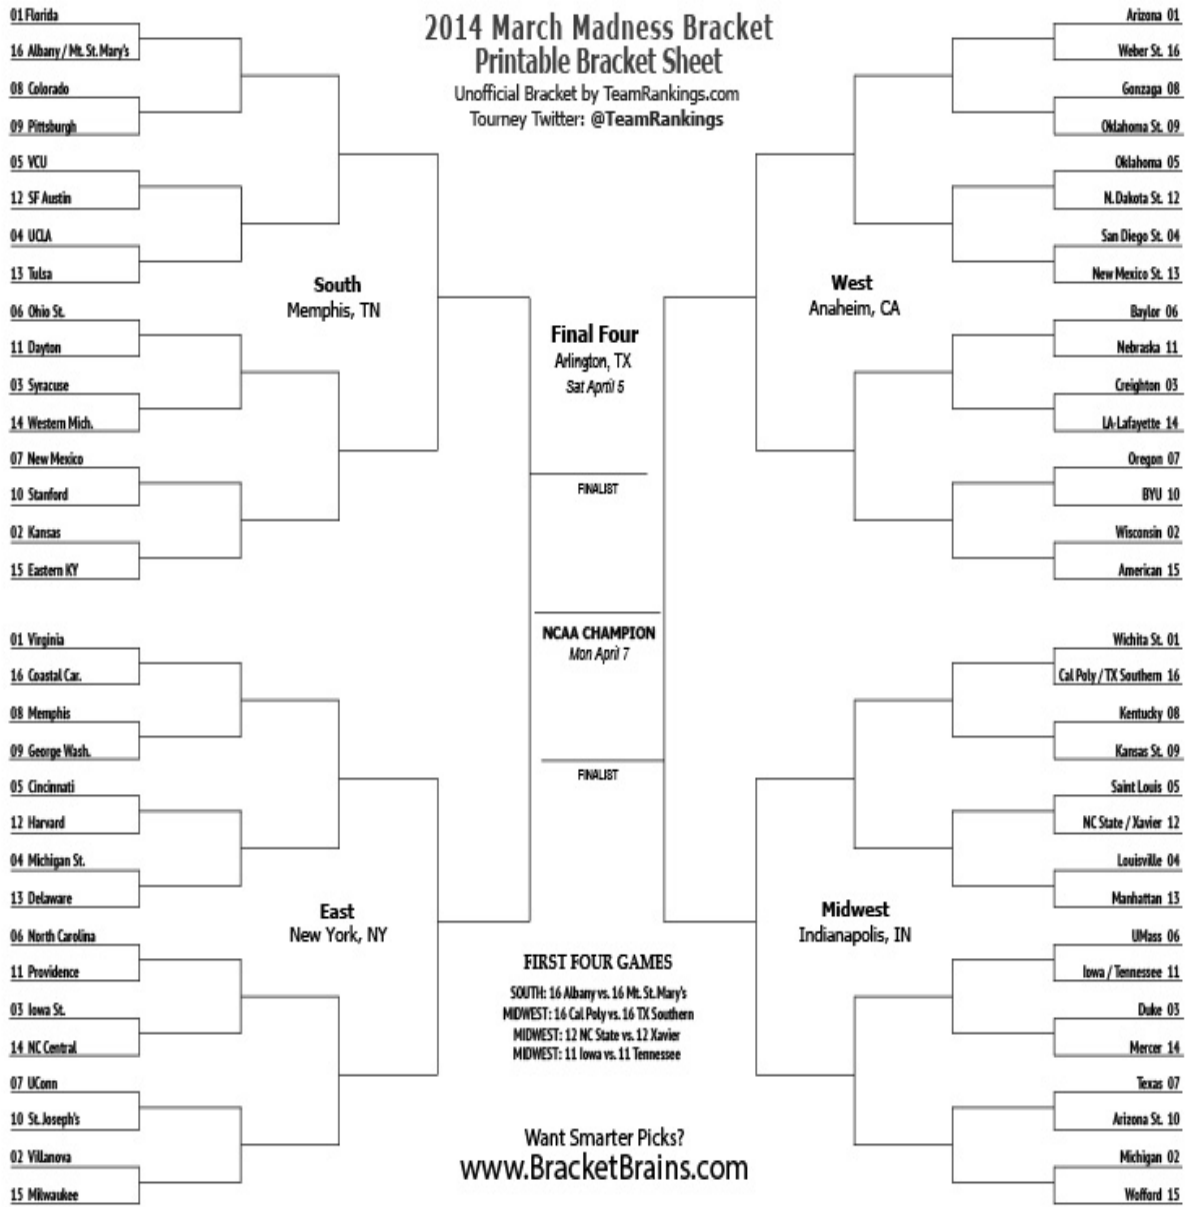 2014 March Madness Bracket
Printable Bracket Sheet
Unofficial Bracket by TeamRankings.com
Tourney Twitter: @TeamRankings
01 Florida
16 Albany / Mt. St. Mary's
08 Colorado
09 Pittsburgh
05 VCU
12 SF Austin
04 UCLA
13 Tulsa
South
Memphis, TN
06 Ohio St.
11 Dayton
03 Syracuse
14 Western Mich.
07 New Mexico
10 Stanford
02 Kansas
15 Eastern KY
01 Virginia
16 Coastal Car.
08 Memphis
09 George Wash.
05 Cincinnati
12 Harvard
04 Michigan St.
13 Delaware
East
New York, NY
06 North Carolina
11 Providence
03 Iowa St.
14 NC Central
07 UConn
10 St. Joseph's
02 Villanova
15 Milwaukee
Final Four
Arlington, TX
Sat April 5
FINALIST
NCAA CHAMPION
Mon April 7
FINALIST
FIRST FOUR GAMES
SOUTH: 16 Albany vs. 16 Mt. St. Mary's
MIDWEST: 16 Cal Poly vs. 16 TX Southern
MIDWEST: 12 NC State vs. 12 Xavier
MIDWEST: 11 Iowa vs. 11 Tennessee
Want Smarter Picks?
www.BracketBrains.com
Arizona 01
Weber St. 16
Gonzaga 08
Oklahoma St. 09
Oklahoma 05
N. Dakota St. 12
San Diego St. 04
New Mexico St. 13
West
Anaheim, CA
Baylor 06
Nebraska 11
Creighton 03
LA-Lafayette 14
Oregon 07
BYU 10
Wisconsin 02
American 15
Wichita St. 01
Cal Poly / TX Southern 16
Kentucky 08
Kansas St. 09
Saint Louis 05
NC State / Xavier 12
Louisville 04
Manhattan 13
Midwest
Indianapolis, IN
UMass 06
Iowa / Tennessee 11
Duke 03
Mercer 14
Texas 07
Arizona St. 10
Michigan 02
Wofford 15